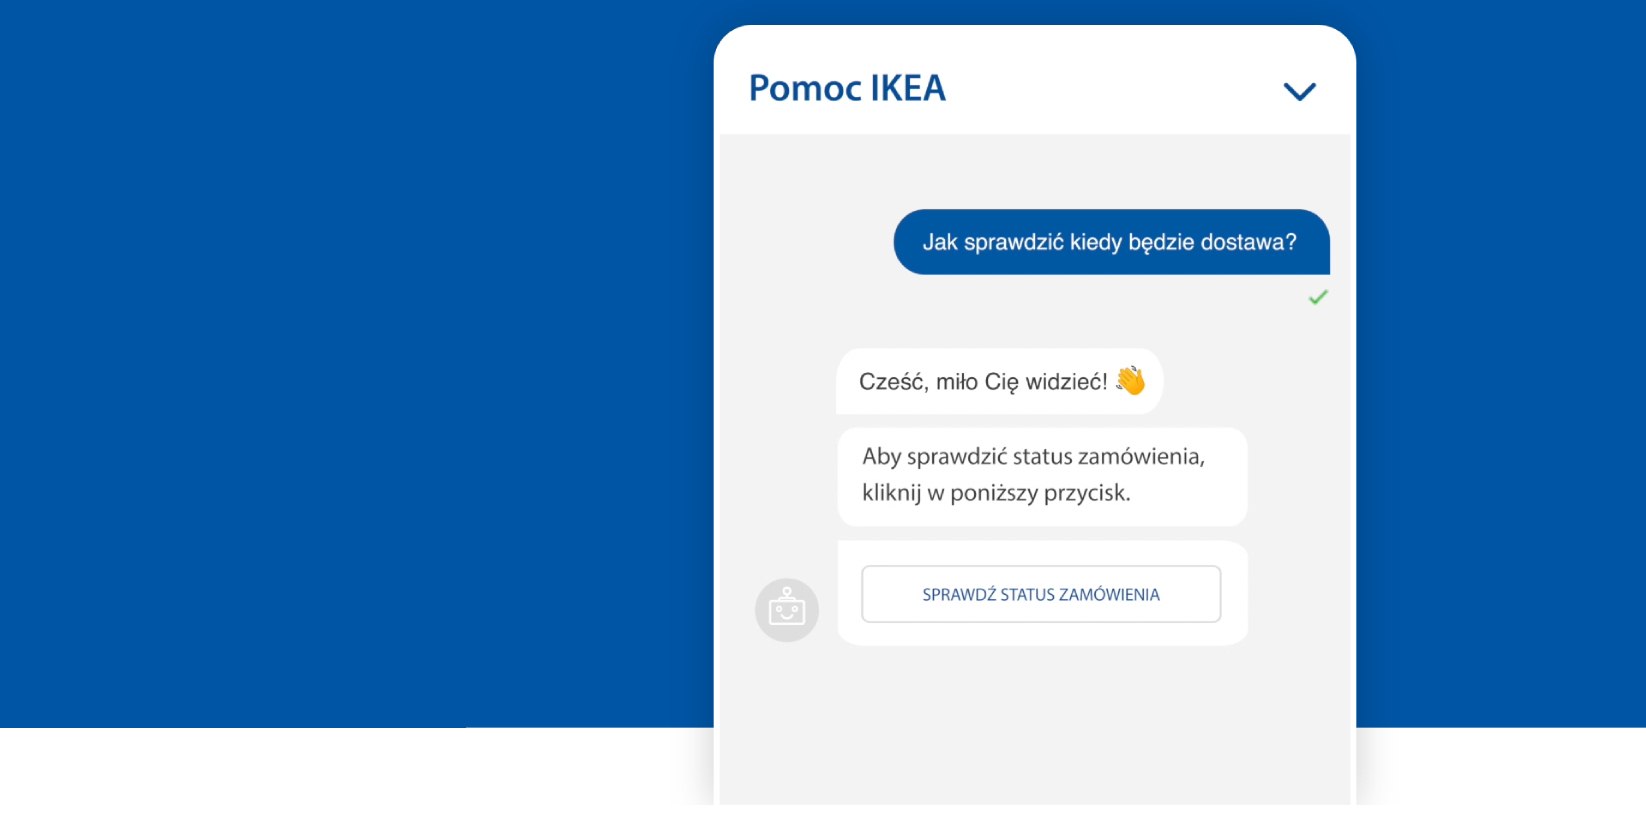 Pomoc IKEA
Jak sprawdzić kiedy będzie dostawa?
Cześć, miło Cię widzieć! 👋
Aby sprawdzić status zamówienia,
kliknij w poniższy przycisk.
SPRAWDŹ STATUS ZAMÓWIENIA